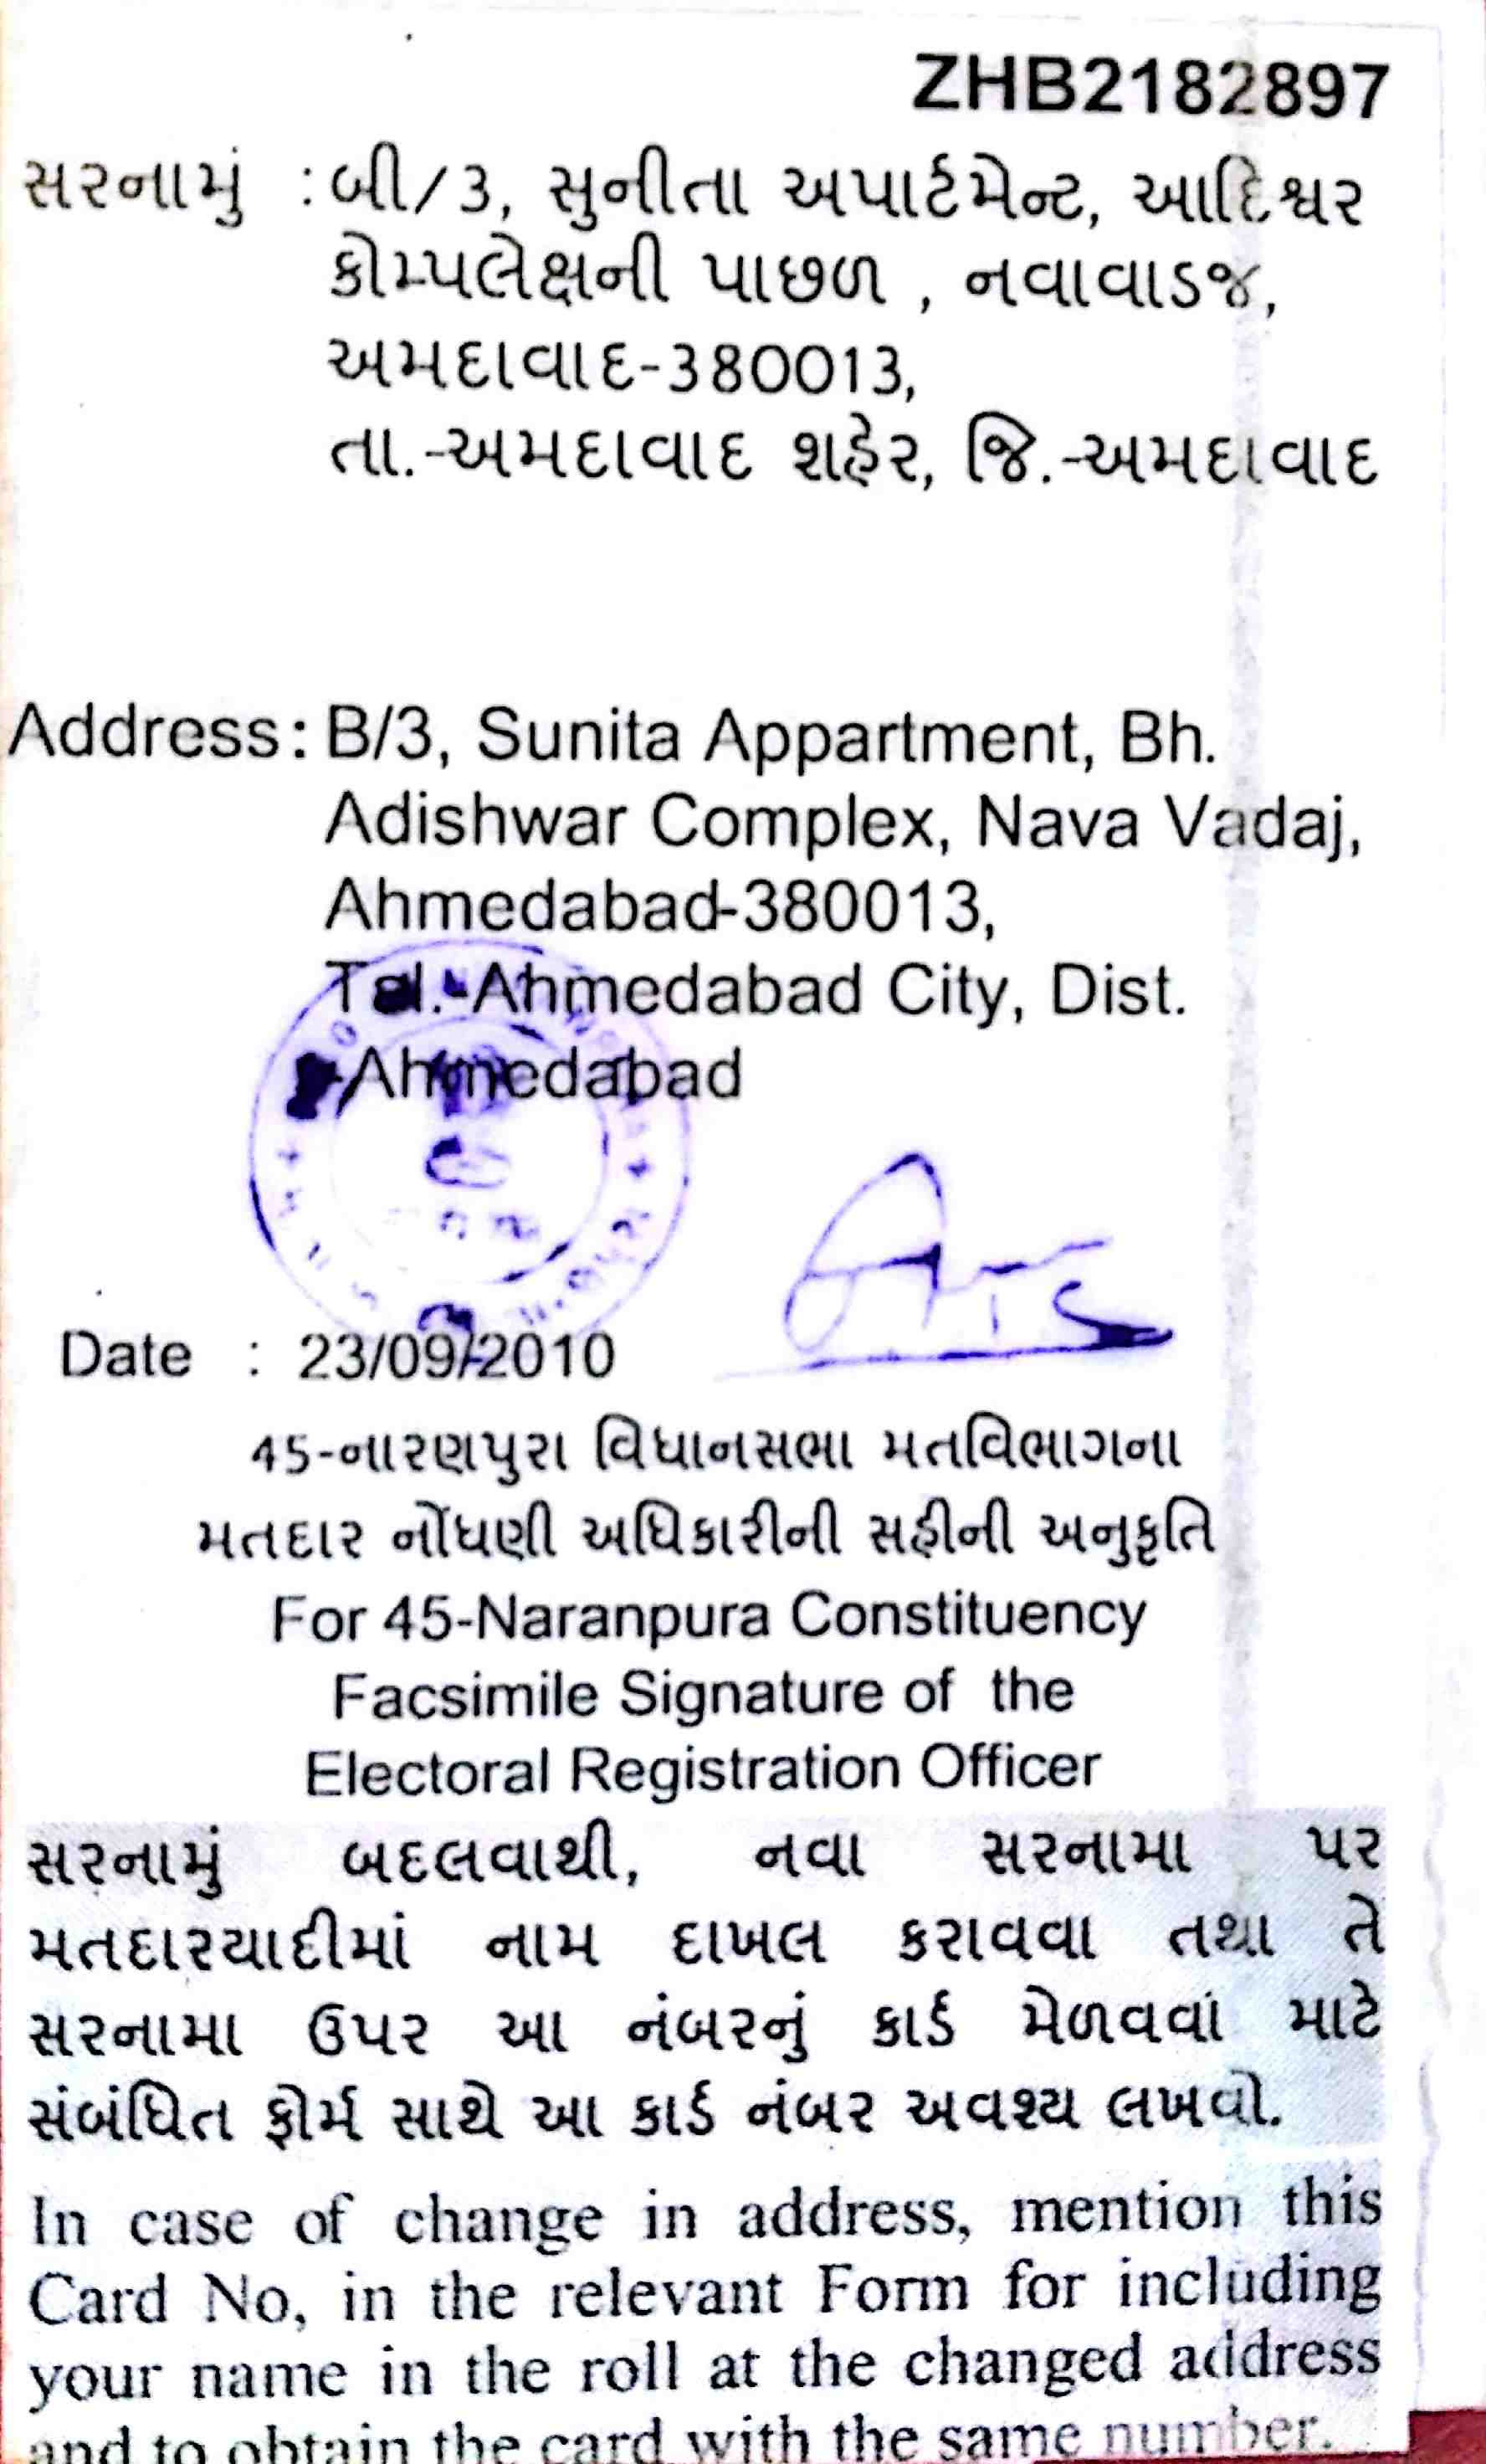 ZHB2182897
સરનામું : બી/3, સુનીતા અપાર્ટમેન્ટ, આદિશ્વર
કોમ્પલેક્ષની પાછળ , નવાવાડજ,
અમદાવાદ-380013,
તા.-અમદાવાદ શહેર, જિ.-અમદાવાદ
Address: B/3, Sunita Appartment, Bh.
Adishwar Complex, Nava Vadaj,
Ahmedabad-380013,
Tal.-Ahmedabad City, Dist.
-Ahmedabad
Date : 23/09/2010
45-નારણપુરા વિધાનસભા મતવિભાગના
મતદાર નોંધણી અધિકારીની સહીની અનુકૃતિ
For 45-Naranpura Constituency
Facsimile Signature of the
Electoral Registration Officer
સરનામું બદલવાથી, નવા સરનામા પર
મતદારયાદીમાં નામ દાખલ કરાવવા તથા તે
સરનામા ઉપર આ નંબરનું કાર્ડ મેળવવાં માટે
સંબંધિત ફોર્મ સાથે આ કાર્ડ નંબર અવશ્ય લખવો.
In case of change in address, mention this
Card No, in the relevant Form for including
your name in the roll at the changed address
and to obtain the card with the same number.